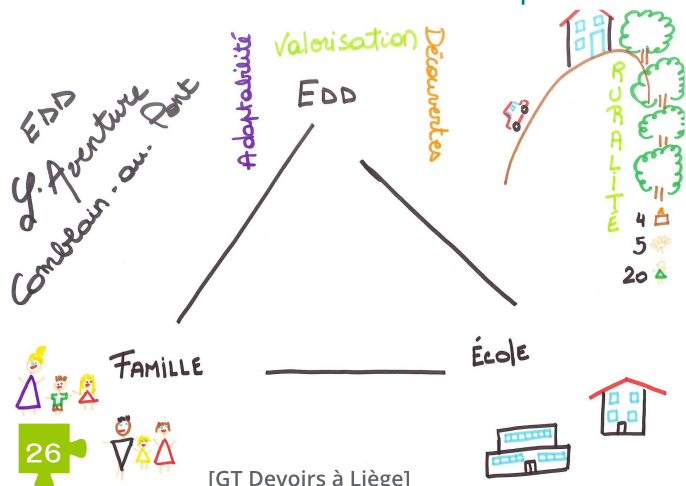 EDD
L'Aventure
Comblain-au-Pont
Adaptabilité
Valorisation
Découvertes
EDD
RURALITÉ
4
5
20
FAMILLE
École
26
[GT Devoirs à Liège]